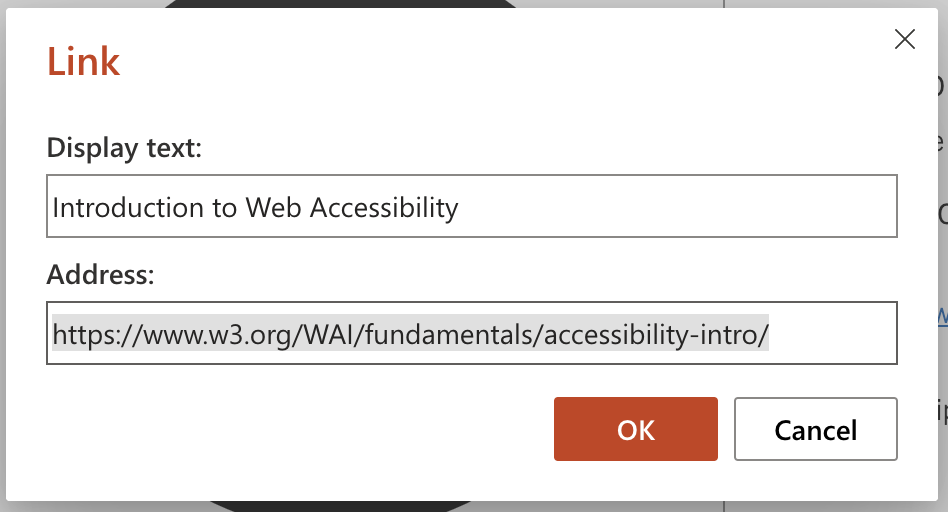 Link
Display text:
Introduction to Web Accessibility
Address:
https://www.w3.org/WAI/fundamentals/accessibility-intro/
OK
Cancel